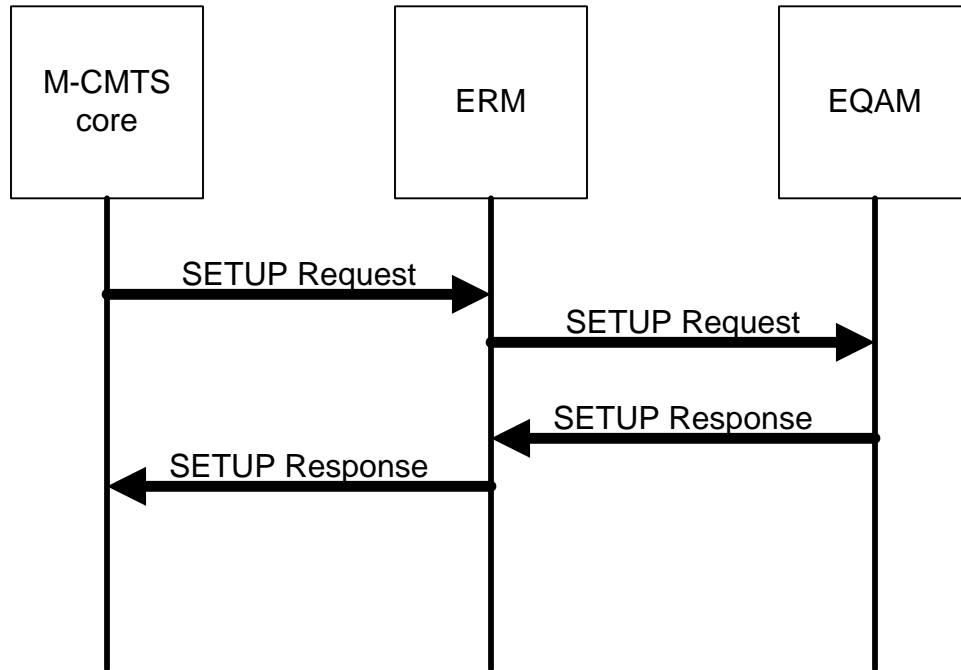 M-CMTS
core
ERM
EQAM
SETUP Request
SETUP Request
SETUP Response
SETUP Response